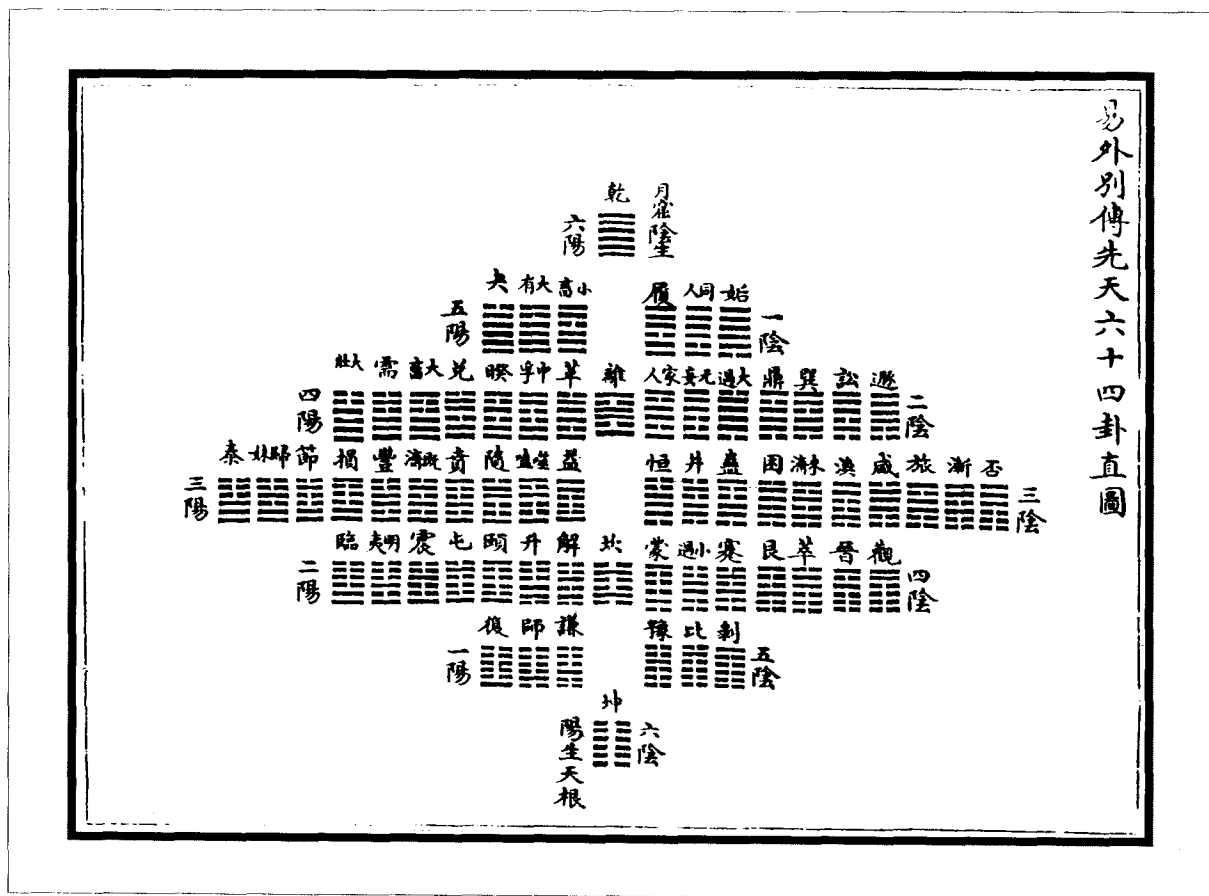 易外別傳先天六十四卦直圖
月窟陰生
乾
六陽
一陰
姤 同人 履 小畜 大有 夬
五陽
二陰
遯 訟 巽 鼎 大過 无妄 家人 離 革 中孚 睽 兌 大畜 需 大壯
四陽
三陰
否 漸 旅 咸 渙 未濟 困 蠱 井 恒 益 噬嗑 隨 賁 既濟 豐 損 節 歸妹 泰
三陽
四陰
觀 晉 萃 艮 蹇 小過 蒙 坎 解 升 頤 屯 震 明夷 臨
二陽
五陰
剝 比 豫 謙 師 復
一陽
六陰
坤
陽生天根